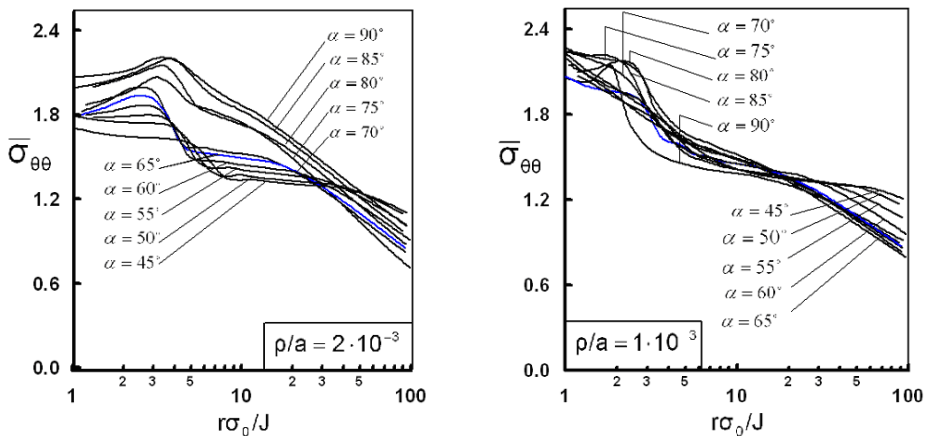 2.4
1.8
1.2
0.6
0.0
σ̄θθ
α = 90°
α = 85°
α = 80°
α = 75°
α = 70°
α = 65°
α = 60°
α = 55°
α = 50°
α = 45°
ρ/a = 2·10⁻³
1 2 3 5 10 20 30 50 100
rσ₀/J
2.4
1.8
1.2
0.6
0.0
σ̄θθ
α = 70°
α = 75°
α = 80°
α = 85°
α = 90°
α = 45°
α = 50°
α = 55°
α = 60°
α = 65°
ρ/a = 1·10 ³
1 2 3 5 10 2 3 5 100
rσ₀/J